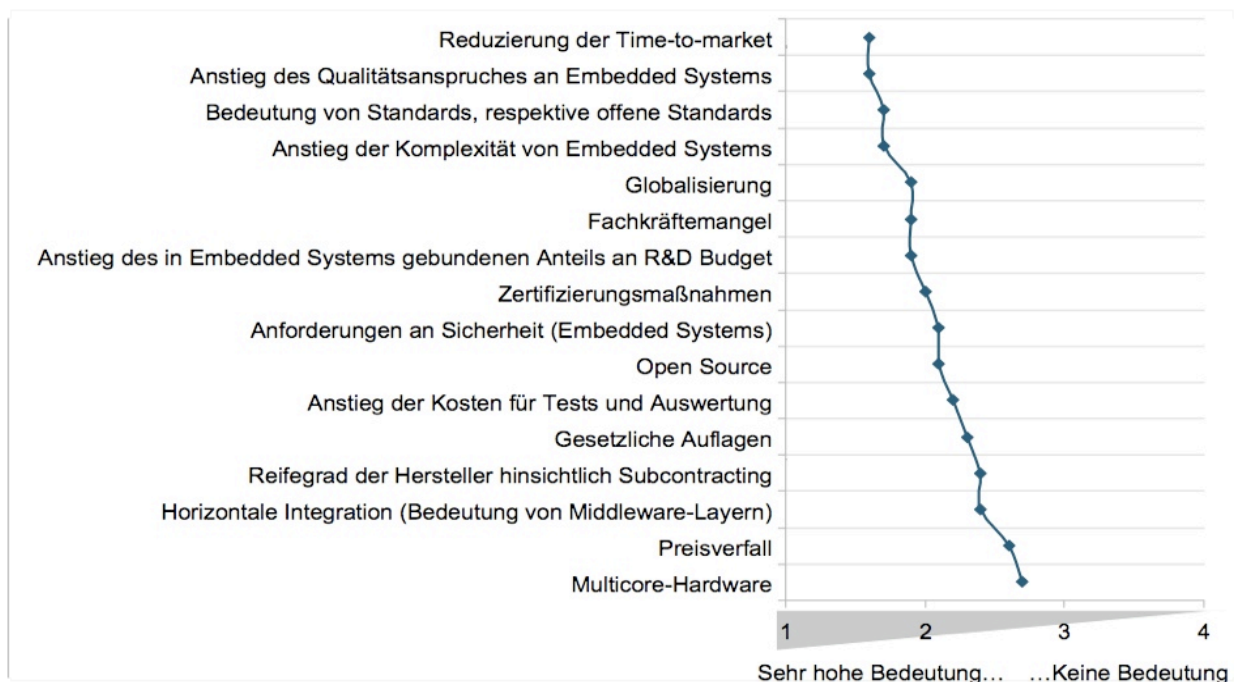 Reduzierung der Time-to-market
Anstieg des Qualitätsanspruches an Embedded Systems
Bedeutung von Standards, respektive offene Standards
Anstieg der Komplexität von Embedded Systems
Globalisierung
Fachkräftemangel
Anstieg des in Embedded Systems gebundenen Anteils an R&D Budget
Zertifizierungsmaßnahmen
Anforderungen an Sicherheit (Embedded Systems)
Open Source
Anstieg der Kosten für Tests und Auswertung
Gesetzliche Auflagen
Reifegrad der Hersteller hinsichtlich Subcontracting
Horizontale Integration (Bedeutung von Middleware-Layern)
Preisverfall
Multicore-Hardware
1 2 3 4
Sehr hohe Bedeutung… …Keine Bedeutung